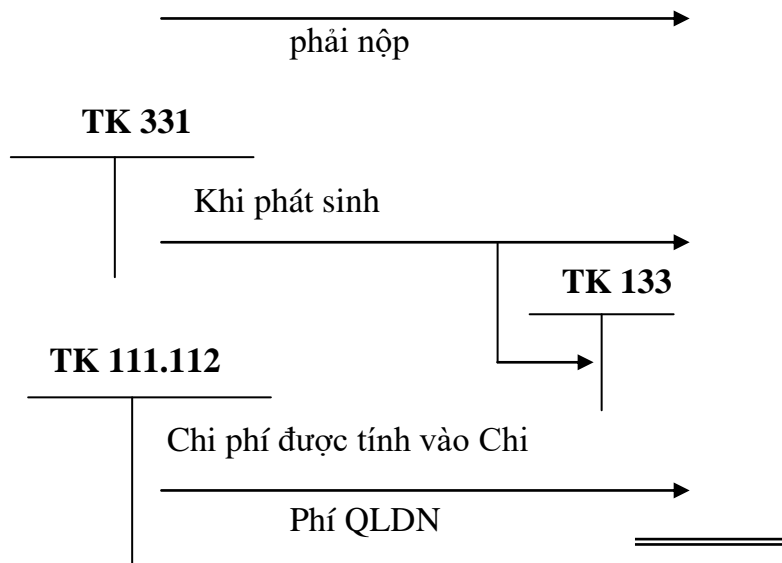 phải nộp
TK 331
Khi phát sinh
TK 133
TK 111.112
Chi phí được tính vào Chi
Phí QLDN